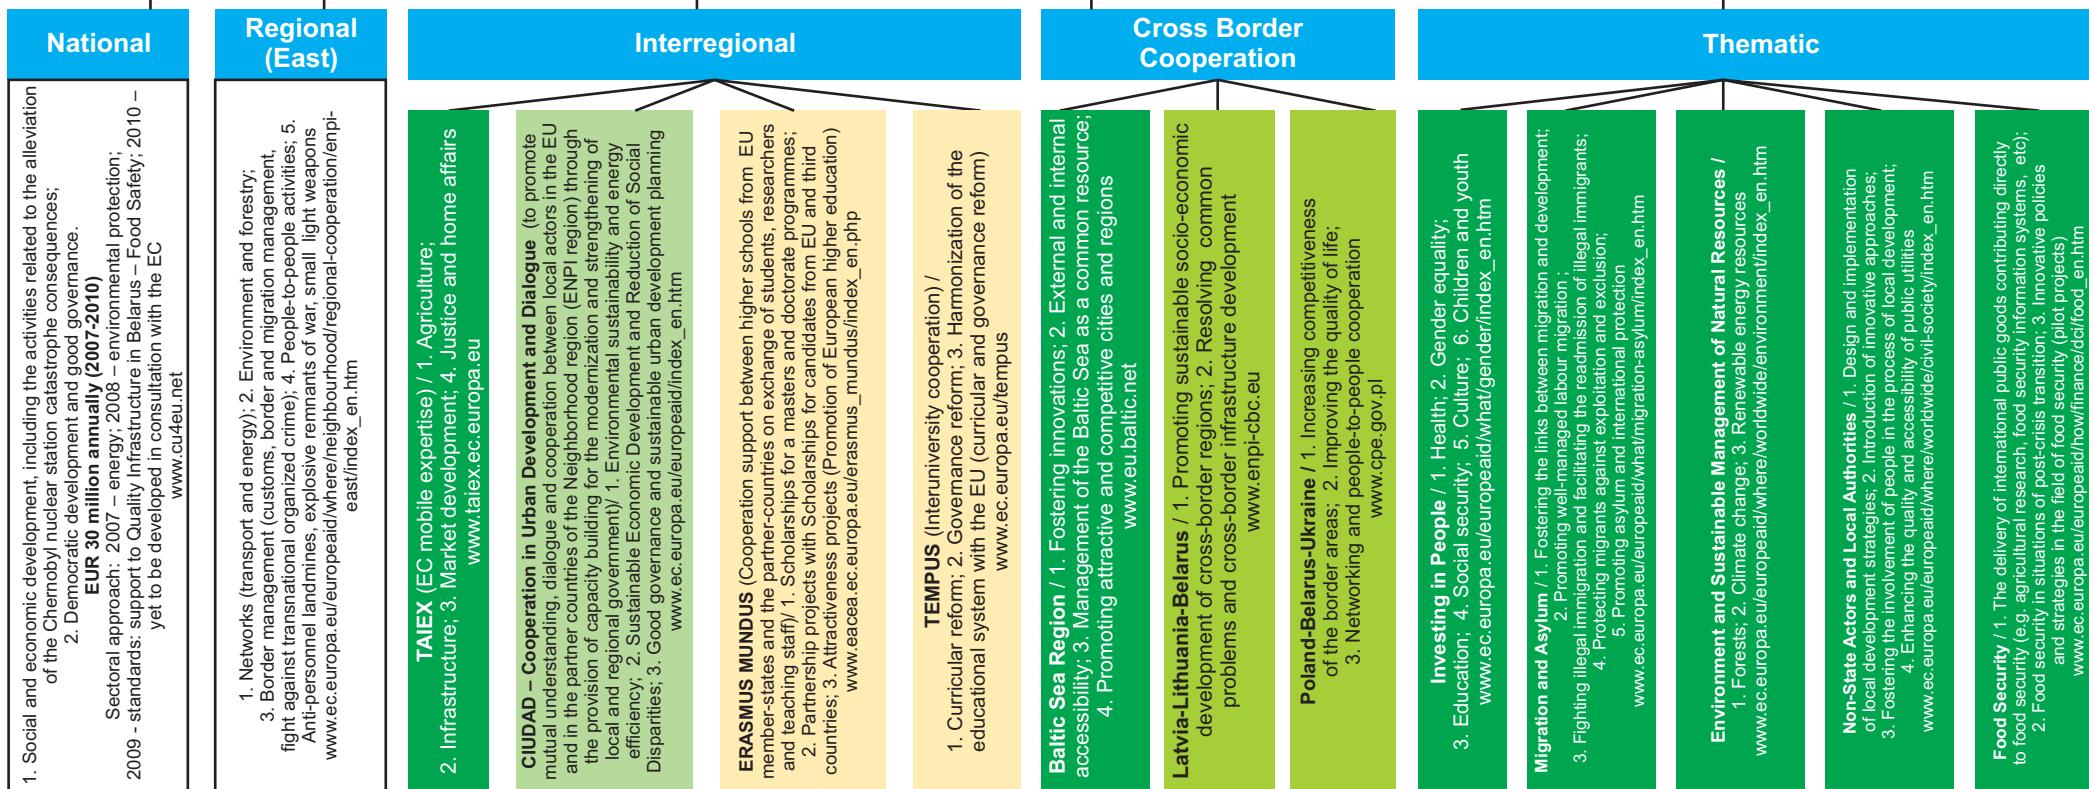 National
1. Social and economic development, including the activities related to the alleviation
of the Chernobyl nuclear station catastrophe consequences;
2. Democratic development and good governance.
EUR 30 million annually (2007-2010)
Sectoral approach: 2007 – energy; 2008 – environmental protection;
2009 - standards: support to Quality Infrastructure in Belarus – Food Safety; 2010 –
yet to be developed in consultation with the EC
www.cu4eu.net
Regional
(East)
1. Networks (transport and energy); 2. Environment and forestry;
3. Border management (customs, border and migration management,
fight against transnational organized crime); 4. People-to-people activities; 5.
Anti-personnel landmines, explosive remnants of war, small light weapons
www.ec.europa.eu/europeaid/where/neighbourhood/regional-cooperation/enpi-
east/index_en.htm
Interregional
TAIEX (EC mobile expertise) / 1. Agriculture;
2. Infrastructure; 3. Market development; 4. Justice and home affairs
www.taiex.ec.europa.eu
CIUDAD – Cooperation in Urban Development and Dialogue (to promote
mutual understanding, dialogue and cooperation between local actors in the EU
and in the partner countries of the Neighborhood region (ENPI region) through
the provision of capacity building for the modernization and strengthening of
local and regional government)/ 1. Environmental sustainability and energy
efficiency; 2. Sustainable Economic Development and Reduction of Social
Disparities; 3. Good governance and sustainable urban development planning
www.ec.europa.eu/europeaid/index_en.htm
ERASMUS MUNDUS (Cooperation support between higher schools from EU
member-states and the partner-countries on exchange of students, researchers
and teaching staff)/ 1. Scholarships for a masters and doctorate programmes;
2. Partnership projects with Scholarships for candidates from EU and third
countries; 3. Attractiveness projects (Promotion of European higher education)
www.eacea.ec.europa.eu/erasmus_mundus/index_en.php
TEMPUS (Interuniversity cooperation) /
1. Curricular reform; 2. Governance reform; 3. Harmonization of the
educational system with the EU (curricular and governance reform)
www.ec.europa.eu/tempus
Cross Border
Cooperation
Baltic Sea Region / 1. Fostering innovations; 2. External and internal
accessibility; 3. Management of the Baltic Sea as a common resource;
4. Promoting attractive and competitive cities and regions
www.eu.baltic.net
Latvia-Lithuania-Belarus / 1. Promoting sustainable socio-economic
development of cross-border regions; 2. Resolving common
problems and cross-border infrastructure development
www.enpi-cbc.eu
Poland-Belarus-Ukraine / 1. Increasing competitiveness
of the border areas; 2. Improving the quality of life;
3. Networking and people-to-people cooperation
www.cpe.gov.pl
Thematic
Investing in People / 1. Health; 2. Gender equality;
3. Education; 4. Social security; 5. Culture; 6. Children and youth
www.ec.europa.eu/europeaid/what/gender/index_en.htm
Migration and Asylum / 1. Fostering the links between migration and development;
2. Promoting well-managed labour migration;
3. Fighting illegal immigration and facilitating the readmission of illegal immigrants;
4. Protecting migrants against exploitation and exclusion;
5. Promoting asylum and international protection
www.ec.europa.eu/europeaid/what/migration-asylum/index_en.htm
Environment and Sustainable Management of Natural Resources /
1. Forests; 2. Climate change; 3. Renewable energy resources
www.ec.europa.eu/europeaid/where/worldwide/environment/index_en.htm
Non-State Actors and Local Authorities / 1. Design and implementation
of local development strategies; 2. Introduction of innovative approaches;
3. Fostering the involvement of people in the process of local development;
4. Enhancing the quality and accessibility of public utilities
www.ec.europa.eu/europeaid/where/worldwide/civil-society/index_en.htm
Food Security / 1. The delivery of international public goods contributing directly
to food security (e.g. agricultural research, food security information systems, etc);
2. Food security in situations of post-crisis transition; 3. Innovative policies
and strategies in the field of food security (pilot projects)
www.ec.europa.eu/europeaid/how/finance/dci/food_en.htm